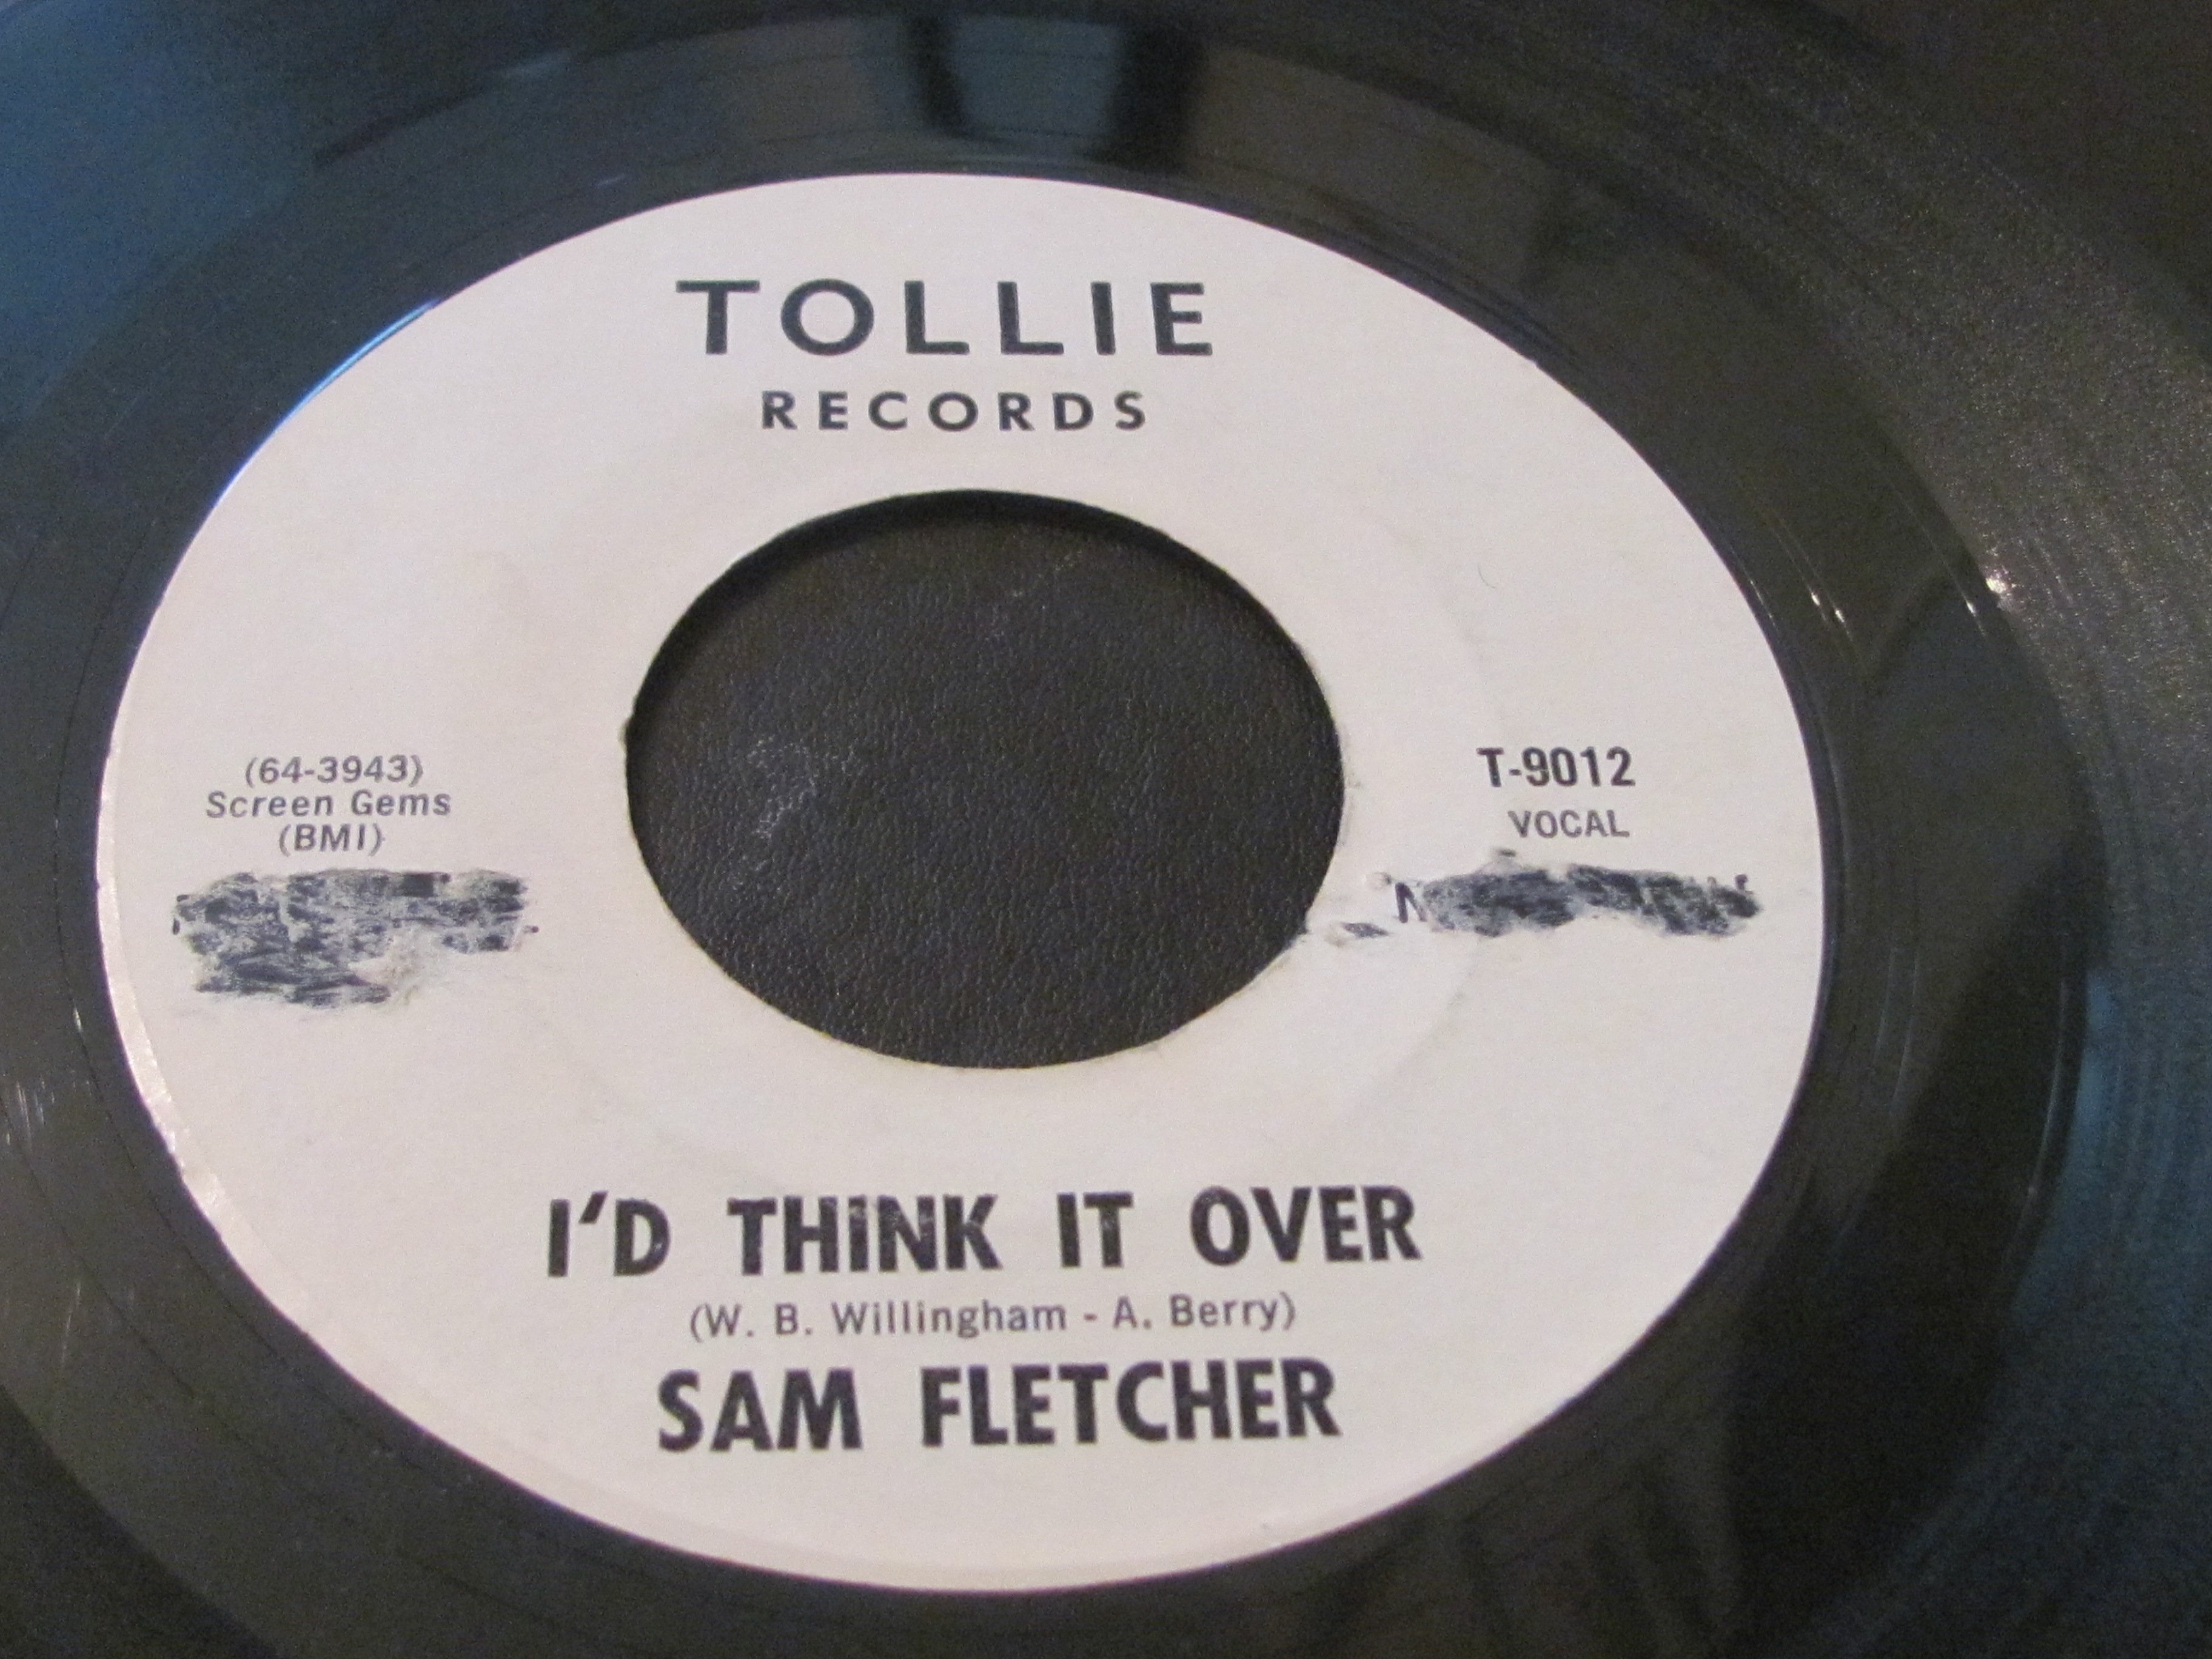 TOLLIE
RECORDS
(64-3943)
Screen Gems
(BMI)
T-9012
VOCAL
I'D THINK IT OVER
(W. B. Willingham - A. Berry)
SAM FLETCHER